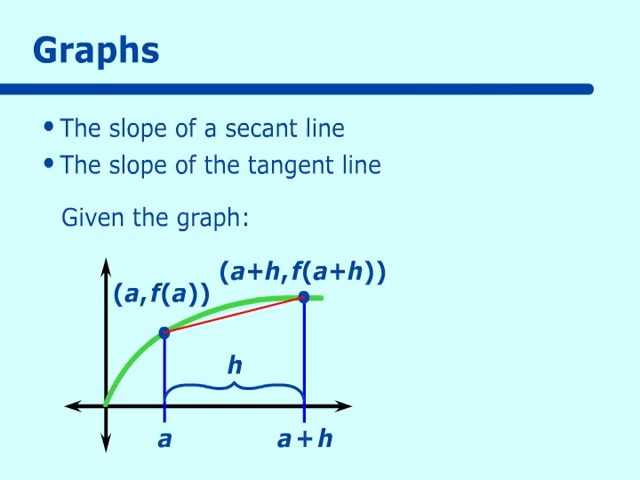 Graphs
• The slope of a secant line
• The slope of the tangent line
Given the graph:
(a+h,f(a+h))
(a,f(a))
h
a
a+h